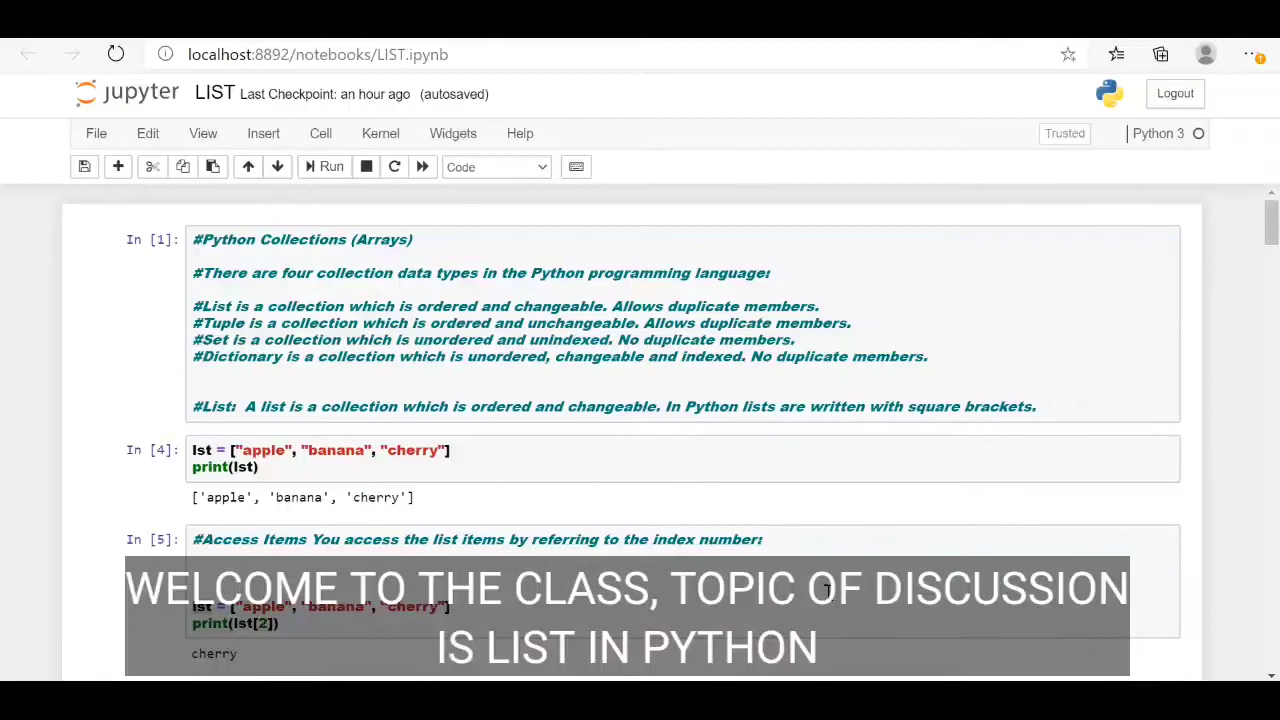 localhost:8892/notebooks/LIST.ipynb
jupyter LIST Last Checkpoint: an hour ago (autosaved)
Logout
File Edit View Insert Cell Kernel Widgets Help
Trusted
Python 3
Run
Code
In [1]:
#Python Collections (Arrays)
#There are four collection data types in the Python programming language:
#List is a collection which is ordered and changeable. Allows duplicate members.
#Tuple is a collection which is ordered and unchangeable. Allows duplicate members.
#Set is a collection which is unordered and unindexed. No duplicate members.
#Dictionary is a collection which is unordered, changeable and indexed. No duplicate members.
#List: A list is a collection which is ordered and changeable. In Python lists are written with square brackets.
In [4]:
lst = ["apple", "banana", "cherry"]
print(lst)
['apple', 'banana', 'cherry']
In [5]:
#Access Items You access the list items by referring to the index number:
WELCOME TO THE CLASS, TOPIC OF DISCUSSION
IS LIST IN PYTHON
lst = ["apple", "banana", "cherry"]
print(lst[2])
cherry